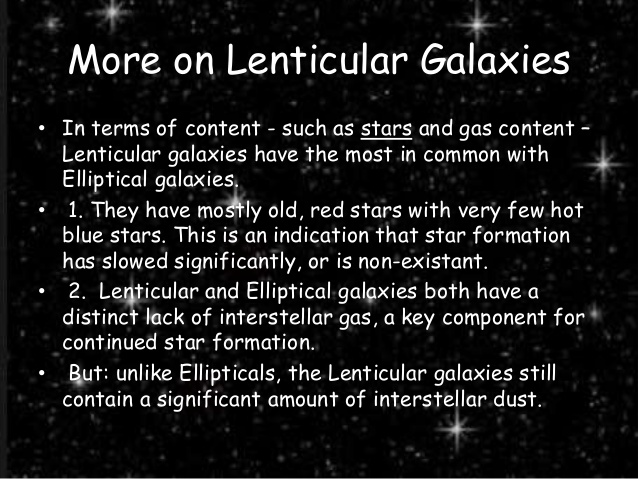 More on Lenticular Galaxies
• In terms of content - such as stars and gas content –
Lenticular galaxies have the most in common with
Elliptical galaxies.
• 1. They have mostly old, red stars with very few hot
blue stars. This is an indication that star formation
has slowed significantly, or is non-existant.
• 2. Lenticular and Elliptical galaxies both have a
distinct lack of interstellar gas, a key component for
continued star formation.
• But: unlike Ellipticals, the Lenticular galaxies still
contain a significant amount of interstellar dust.